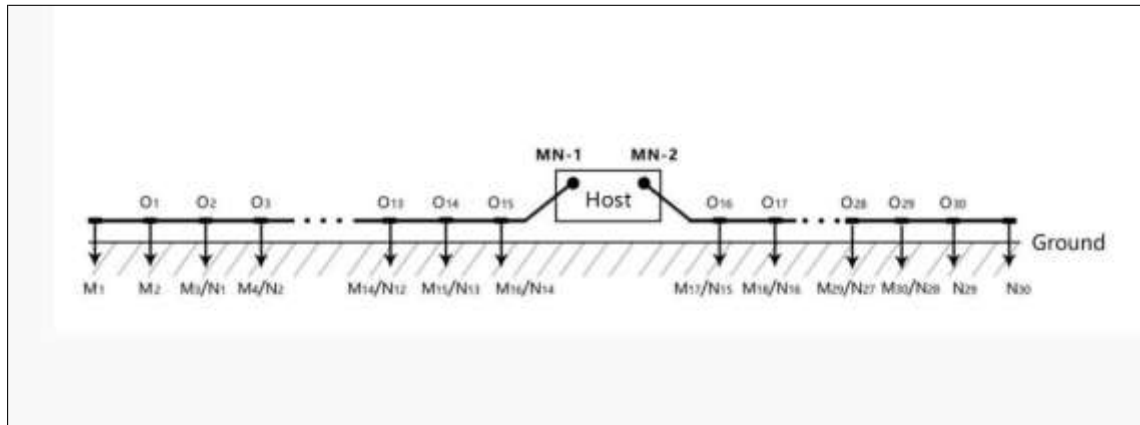 MN-1 MN-2
Host
O1 O2 O3 O13 O14 O15 O16 O17 O28 O29 O30
Ground
M1 M2 M3/N1 M4/N2 M14/N12 M15/N13 M16/N14 M17/N15 M18/N16 M29/N27 M30/N28 N29 N30